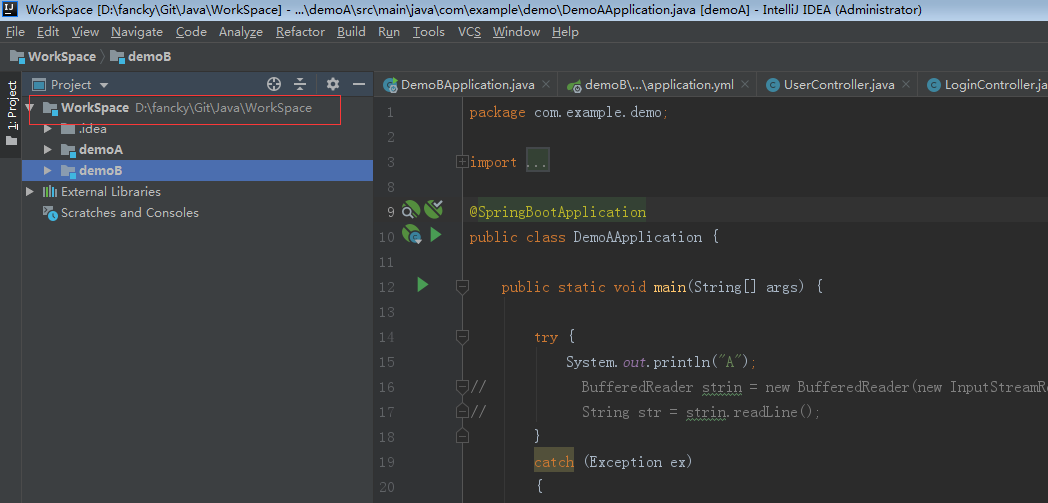 WorkSpace [D:\fancky\Git\Java\WorkSpace] - ...\demoA\src\main\java\com\example\demo\DemoAApplication.java [demoA] - IntelliJ IDEA (Administrator)
File Edit View Navigate Code Analyze Refactor Build Run Tools VCS Window Help
WorkSpace demoB
1: Project
Project
WorkSpace D:\fancky\Git\Java\WorkSpace
.idea
demoA
demoB
External Libraries
Scratches and Consoles
DemoBApplication.java demoB\...\application.yml UserController.java LoginController.ja
1 package com.example.demo;
2
3 import ...
8
9 @SpringBootApplication
10 public class DemoAApplication {
11
12 public static void main(String[] args) {
13
14 try {
15 System.out.println("A");
16 // BufferedReader strin = new BufferedReader(new InputStreamRe
17 // String str = strin.readLine();
18 }
19 catch (Exception ex)
20 {